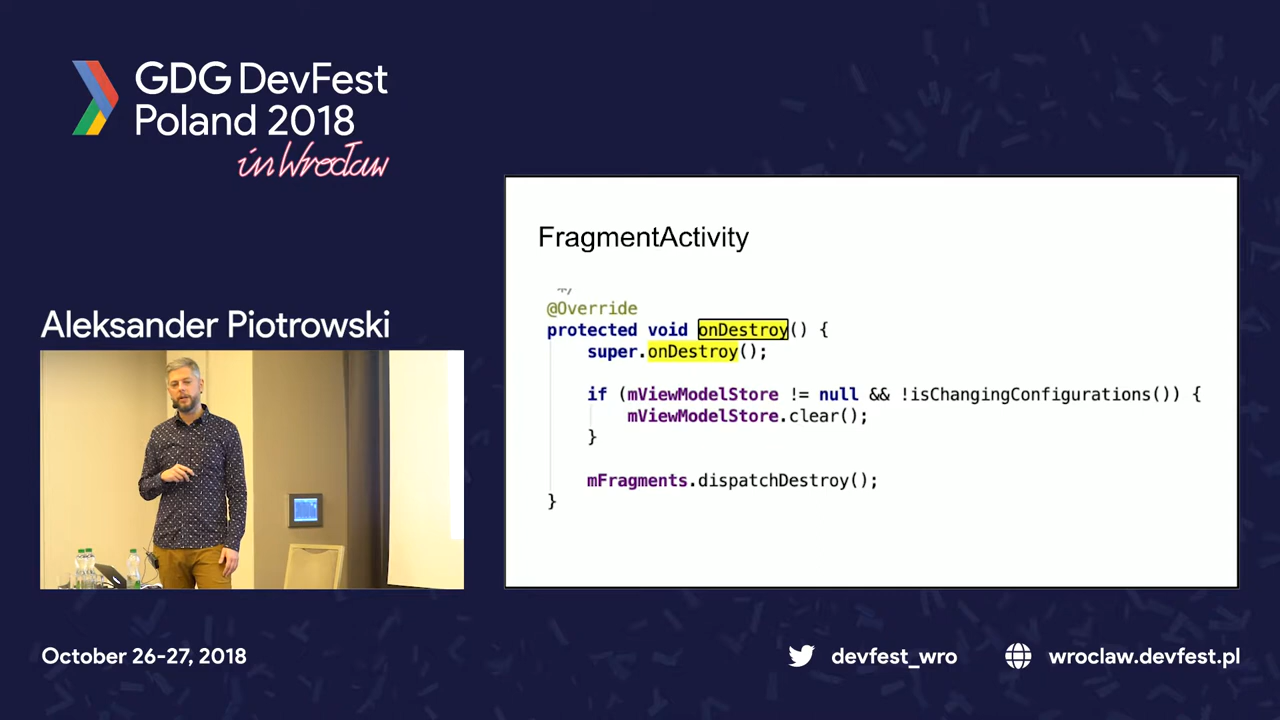 GDG DevFest
Poland 2018
in Wrocław
Aleksander Piotrowski
FragmentActivity
*/
@Override
protected void onDestroy() {
super.onDestroy();
if (mViewModelStore != null && !isChangingConfigurations()) {
mViewModelStore.clear();
}
mFragments.dispatchDestroy();
}
October 26-27, 2018
devfest_wro
wroclaw.devfest.pl